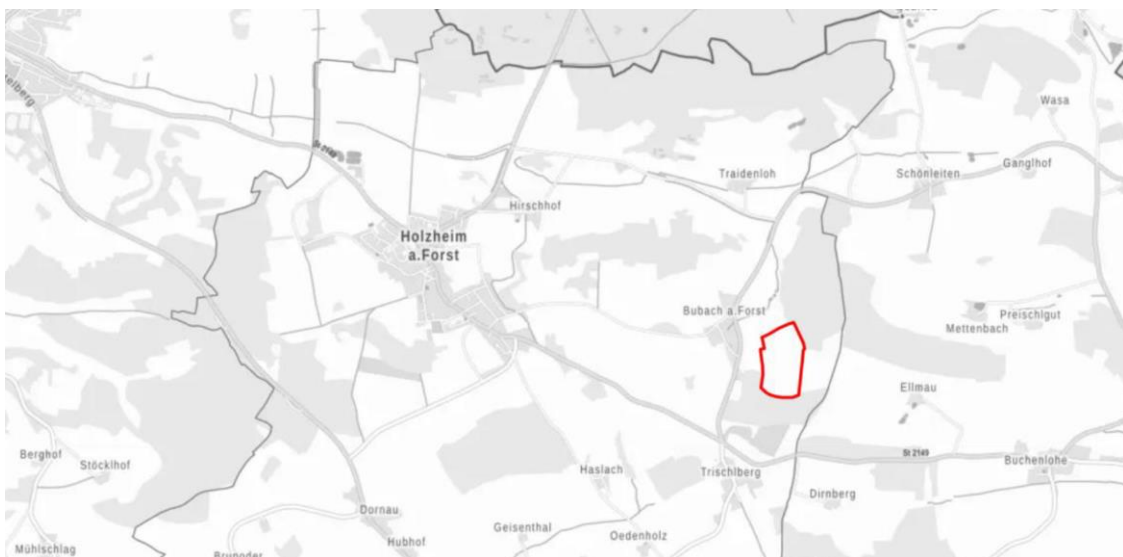 Wasa
St 2149
Traidenloh
Schönleiten
Ganglhof
Hirschhof
Holzheim
a.Forst
Bubach a.Forst
Preischlgut
Mettenbach
Ellmau
Berghof
Stöcklhof
St 2149
Buchenlohe
Haslach
Trischlberg
Dirnberg
Dornau
Geisenthal
Oedenholz
Hubhof
Mühlschlag